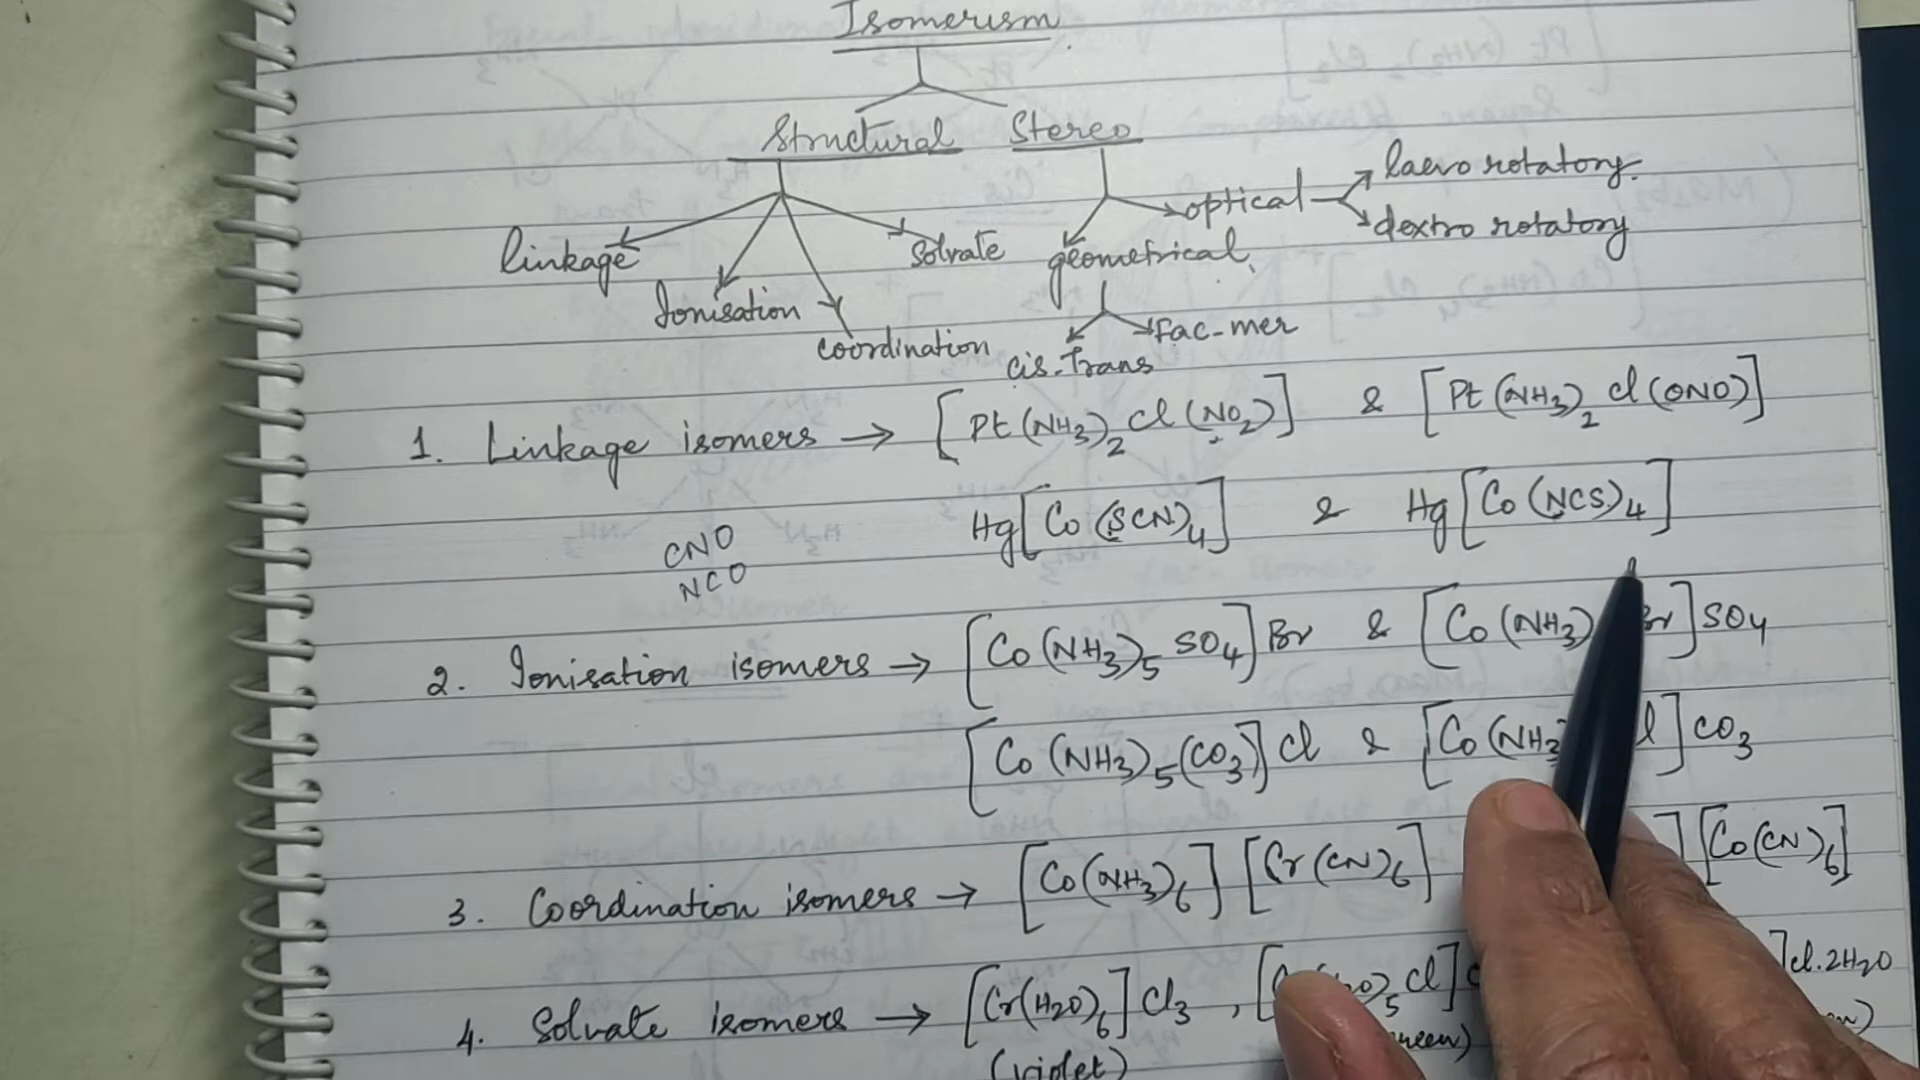 Isomerism
Structural Stereo
laevo rotatory.
optical
dextro rotatory
linkage solvate geometrical
Ionisation
coordination cis-trans Fac-mer
1. Linkage isomers → [Pt(NH3)2Cl(NO2)] & [Pt(NH3)2Cl(ONO)]
CNO Hg[Co(SCN)4] & Hg[Co(NCS)4]
NCO
2. Ionisation isomers → [Co(NH3)5SO4]Br & [Co(NH3) Br]SO4
[Co(NH3)5(CO3)]Cl & [Co(NH3 l]CO3
3. Coordination isomers → [Co(NH3)6][Cr(CN)6] ][Co(CN)6]
4. Solvate isomers → [Cr(H2O)6]Cl3 , [ 5Cl] ]Cl.2H2O
(violet)